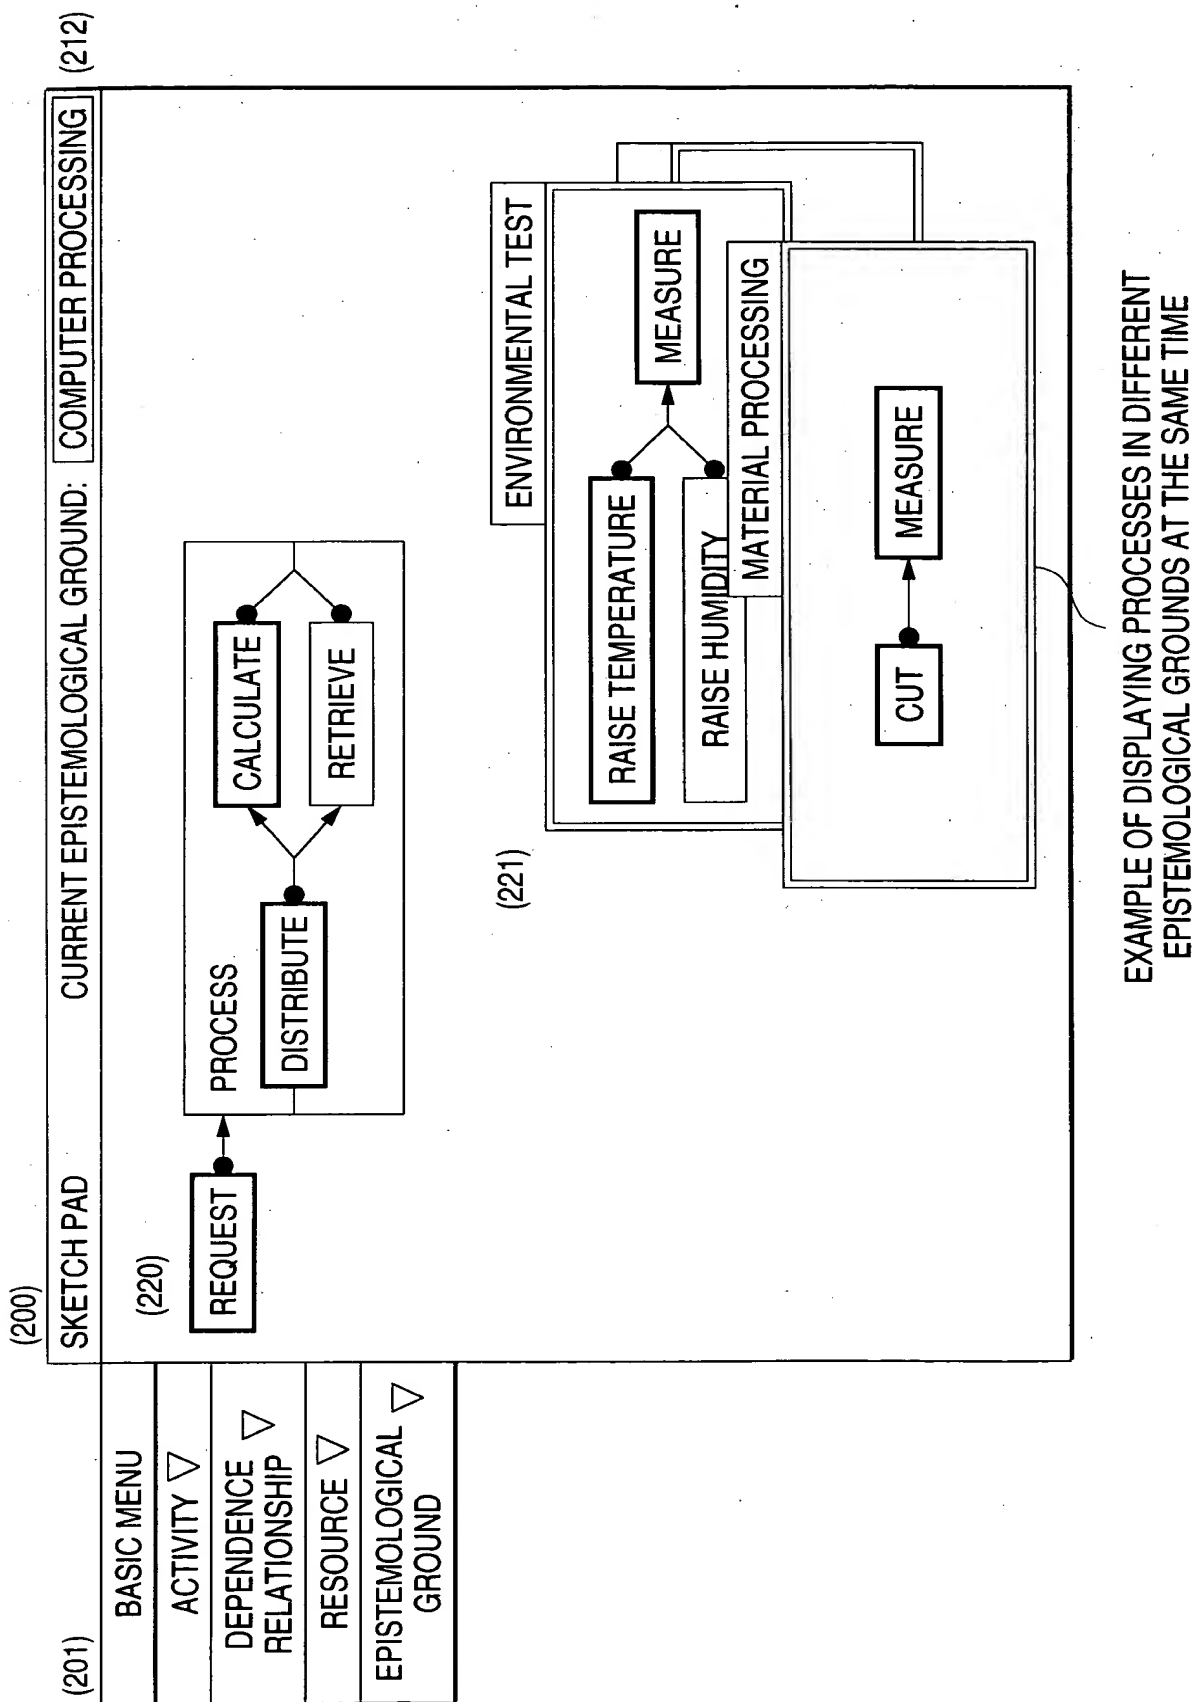 (200)
(201)
(212)
SKETCH PAD
CURRENT EPISTEMOLOGICAL GROUND:
COMPUTER PROCESSING
BASIC MENU
ACTIVITY ▽
DEPENDENCE ▽
RELATIONSHIP
RESOURCE ▽
EPISTEMOLOGICAL ▽
GROUND
(220)
REQUEST
PROCESS
DISTRIBUTE
CALCULATE
RETRIEVE
(221)
ENVIRONMENTAL TEST
RAISE TEMPERATURE
RAISE HUMIDITY
MEASURE
MATERIAL PROCESSING
CUT
MEASURE
EXAMPLE OF DISPLAYING PROCESSES IN DIFFERENT
EPISTEMOLOGICAL GROUNDS AT THE SAME TIME